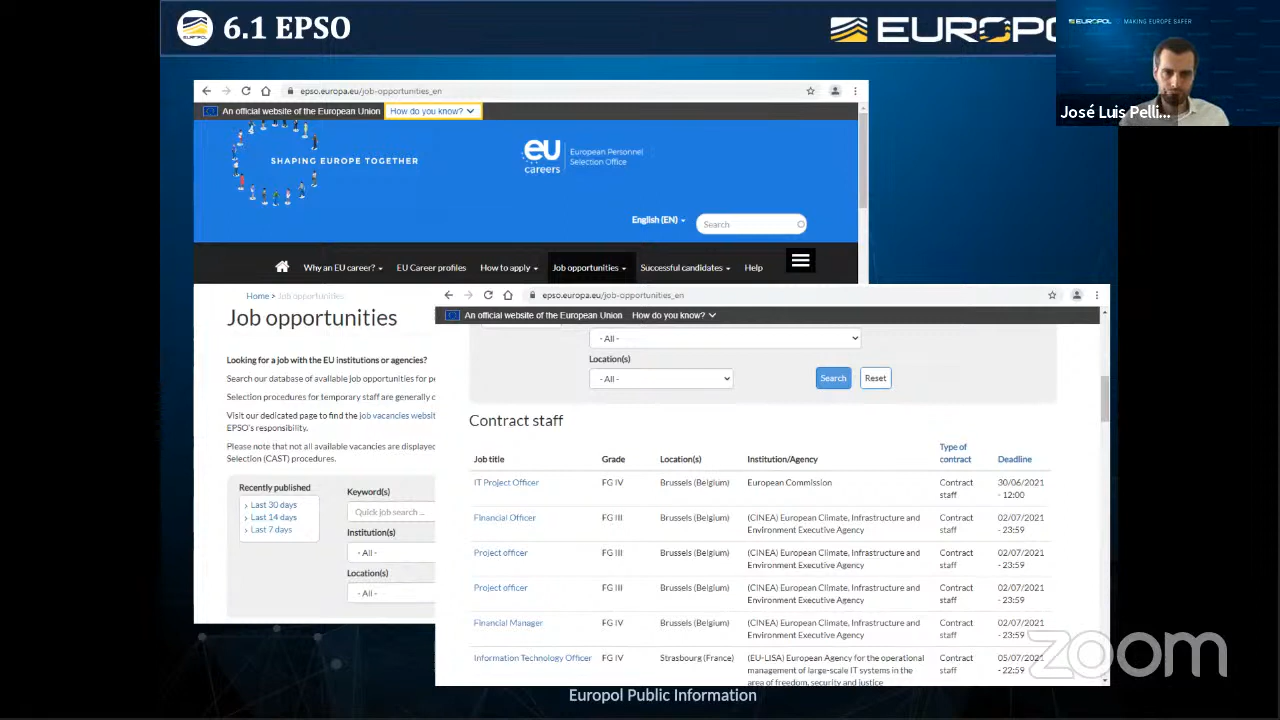 6.1 EPSO
EUROPO
EUROPOL MAKING EUROPE SAFER
José Luis Pelli...
epso.europa.eu/job-opportunities_en
An official website of the European Union How do you know?
SHAPING EUROPE TOGETHER
eu careers
European Personnel
Selection Office
English (EN)
Search
Why an EU career? EU Career profiles How to apply Job opportunities Successful candidates Help
Home > Job opportunities
Job opportunities
Looking for a job with the EU institutions or agencies?
Search our database of available job opportunities for pe
Selection procedures for temporary staff are generally c
Visit our dedicated page to find the job vacancies websit
EPSO's responsibility.
Please note that not all available vacancies are displayed
Selection (CAST) procedures.
Recently published
Last 30 days
Last 14 days
Last 7 days
Keyword(s)
Quick job search ...
Institution(s)
- All -
Location(s)
- All -
epso.europa.eu/job-opportunities_en
An official website of the European Union How do you know?
- All -
Location(s)
- All -
Search Reset
Contract staff
Job title Grade Location(s) Institution/Agency Type of contract Deadline
IT Project Officer FG IV Brussels (Belgium) European Commission Contract staff 30/06/2021 - 12:00
Financial Officer FG III Brussels (Belgium) (CINEA) European Climate, Infrastructure and Environment Executive Agency Contract staff 02/07/2021 - 23:59
Project officer FG III Brussels (Belgium) (CINEA) European Climate, Infrastructure and Environment Executive Agency Contract staff 02/07/2021 - 23:59
Project officer FG III Brussels (Belgium) (CINEA) European Climate, Infrastructure and Environment Executive Agency Contract staff 02/07/2021 - 23:59
Financial Manager FG IV Brussels (Belgium) (CINEA) European Climate, Infrastructure and Environment Executive Agency Contract staff 02/07/2021 - 23:59
Information Technology Officer FG IV Strasbourg (France) (EU-LISA) European Agency for the operational management of large-scale IT systems in the area of freedom, security and justice Contract staff 05/07/2021 - 22:59
zoom
Europol Public Information